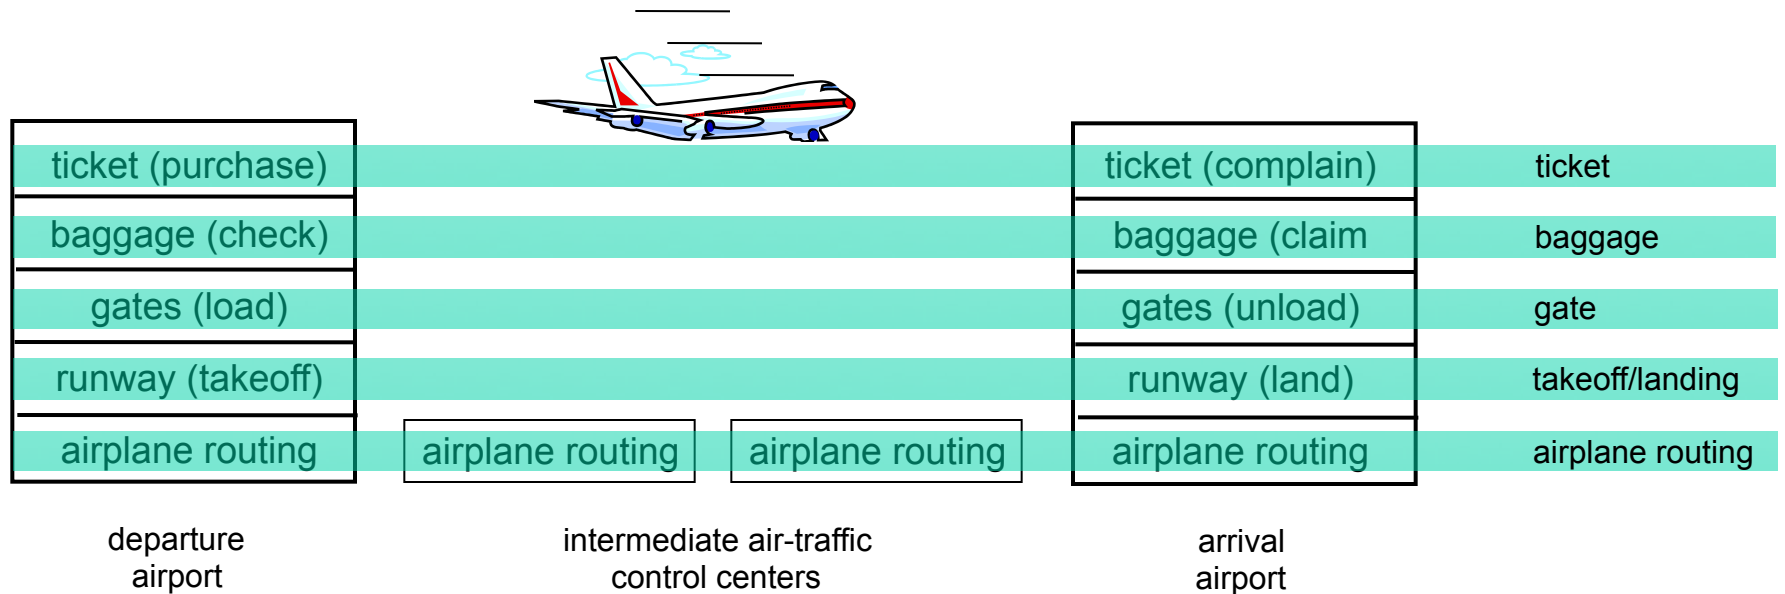 ticket (purchase)
ticket (complain)
ticket
baggage (check)
baggage (claim
baggage
gates (load)
gates (unload)
gate
runway (takeoff)
runway (land)
takeoff/landing
airplane routing
airplane routing
airplane routing
airplane routing
airplane routing
departure
airport
intermediate air-traffic
control centers
arrival
airport